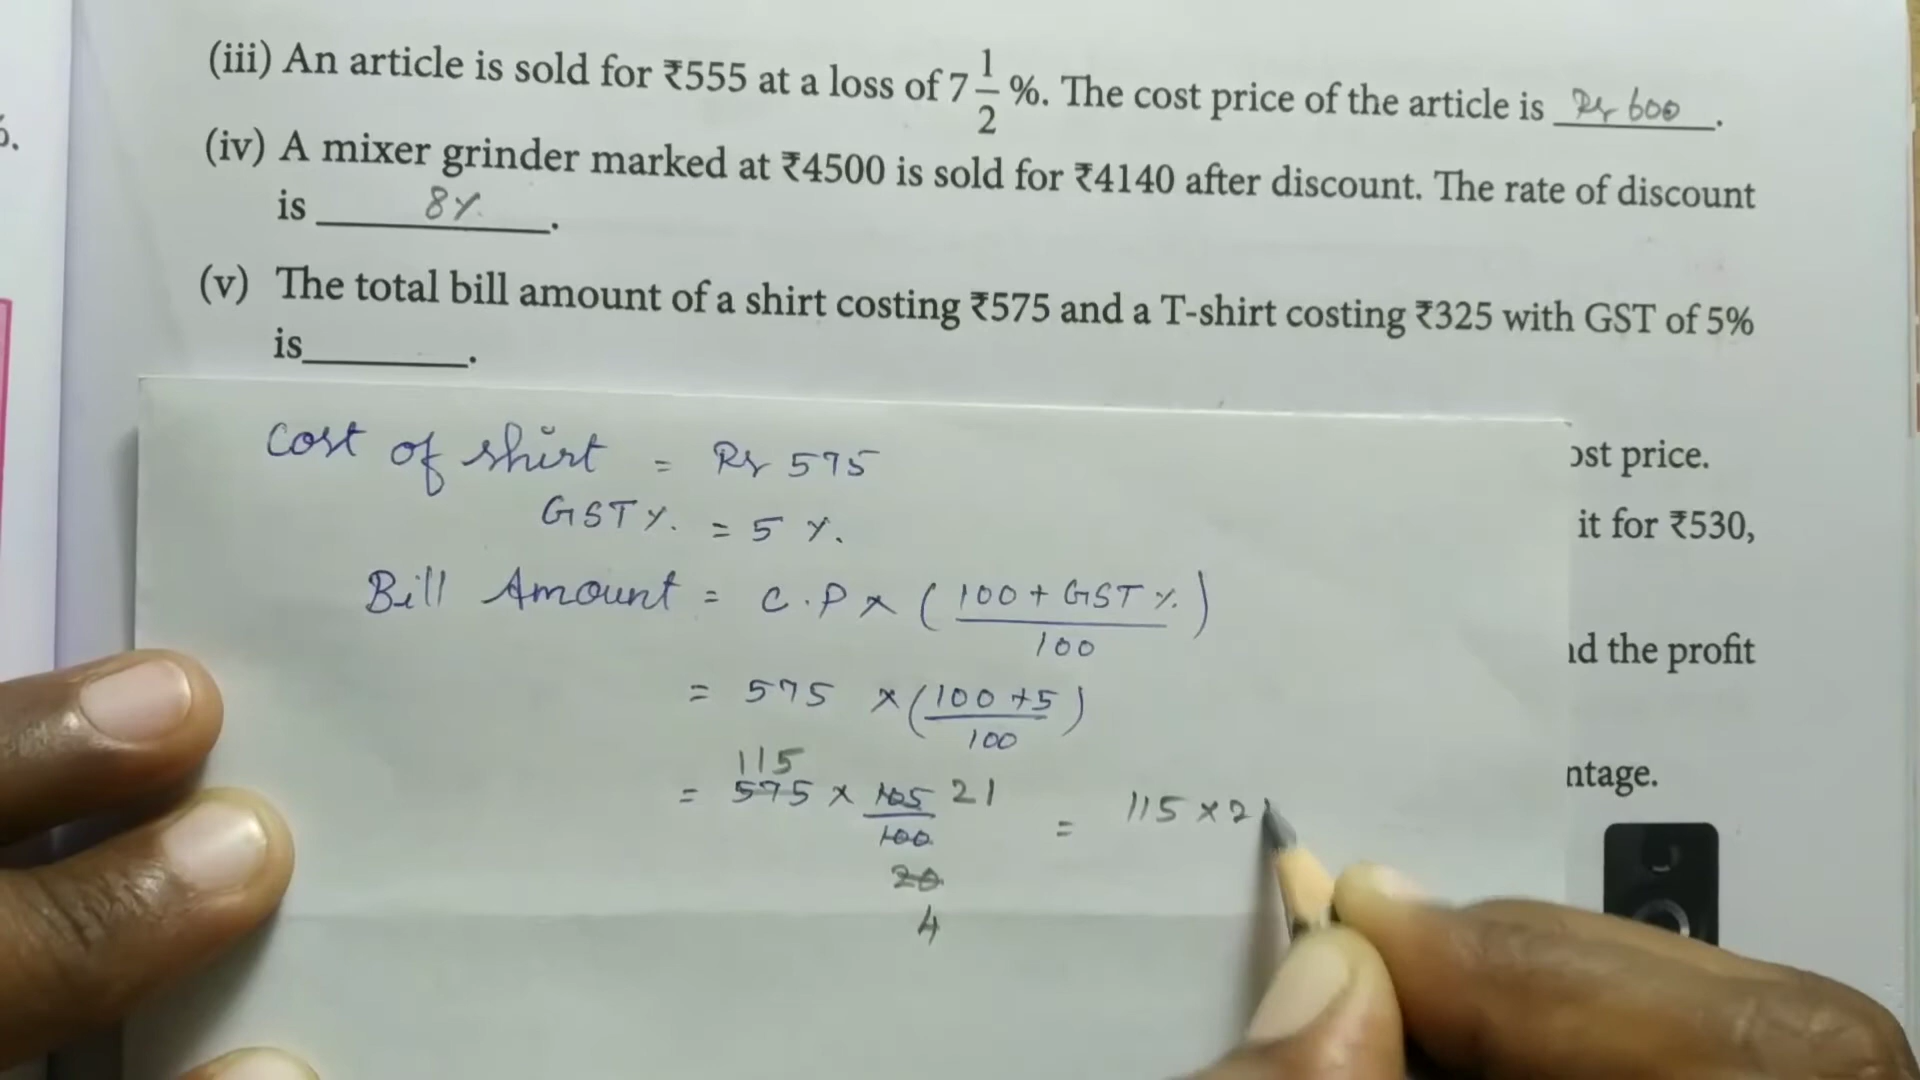 (iii) An article is sold for ₹555 at a loss of 7 1/2 %. The cost price of the article is Rs 600.
(iv) A mixer grinder marked at ₹4500 is sold for ₹4140 after discount. The rate of discount
is 8%.
(v) The total bill amount of a shirt costing ₹575 and a T-shirt costing ₹325 with GST of 5%
is________.
Cost of shirt = Rs 575
ost price.
GST %. = 5 %.
it for ₹530,
Bill Amount = C.P × (100 + GST %. / 100)
nd the profit
= 575 × (100 + 5 / 100)
115
ntage.
= 575 × 105 21 / 100 = 115 × 21
20
4